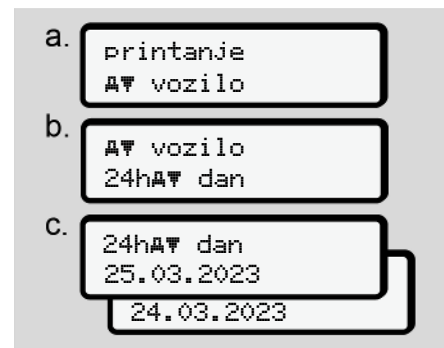 a.
printanje
vozilo
b.
vozilo
24h dan
c.
24h dan
25.03.2023
24.03.2023